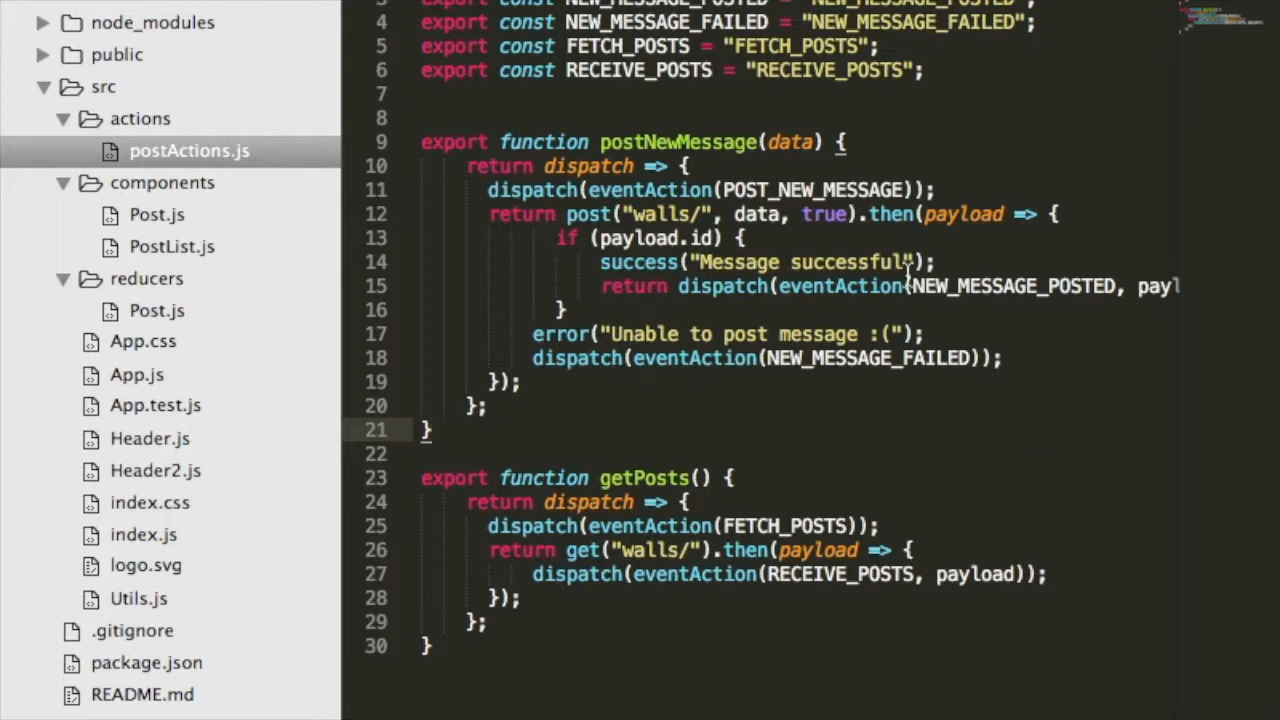 node_modules
public
src
actions
postActions.js
components
Post.js
PostList.js
reducers
Post.js
App.css
App.js
App.test.js
Header.js
Header2.js
index.css
index.js
logo.svg
Utils.js
.gitignore
package.json
README.md
3 export const NEW_MESSAGE_POSTED = "NEW_MESSAGE_POSTED";
4 export const NEW_MESSAGE_FAILED = "NEW_MESSAGE_FAILED";
5 export const FETCH_POSTS = "FETCH_POSTS";
6 export const RECEIVE_POSTS = "RECEIVE_POSTS";
7
8
9 export function postNewMessage(data) {
10 return dispatch => {
11 dispatch(eventAction(POST_NEW_MESSAGE));
12 return post("walls/", data, true).then(payload => {
13 if (payload.id) {
14 success("Message successful");
15 return dispatch(eventAction(NEW_MESSAGE_POSTED, payl
16 }
17 error("Unable to post message :(");
18 dispatch(eventAction(NEW_MESSAGE_FAILED));
19 });
20 };
21 }
22
23 export function getPosts() {
24 return dispatch => {
25 dispatch(eventAction(FETCH_POSTS));
26 return get("walls/").then(payload => {
27 dispatch(eventAction(RECEIVE_POSTS, payload));
28 });
29 };
30 }